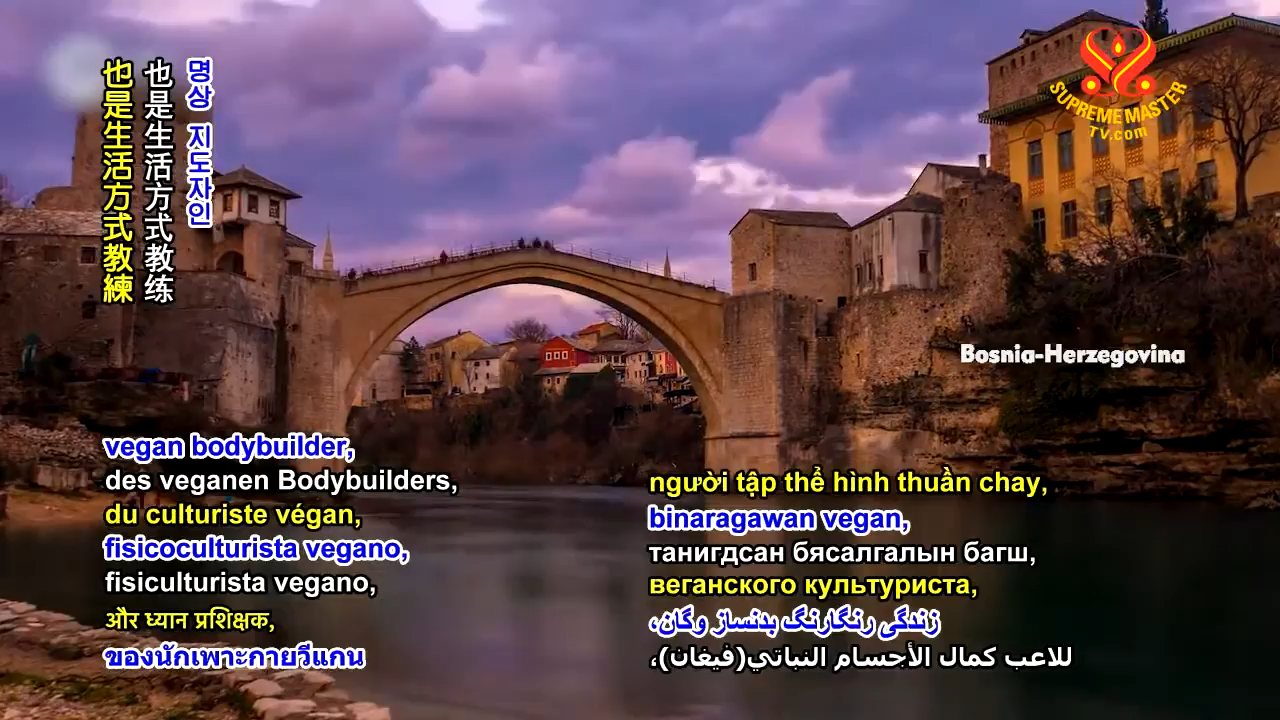 명상 지도자인
也是生活方式教练
也是生活方式教練
SUPREME MASTER
TV.com
Bosnia-Herzegovina
vegan bodybuilder,
des veganen Bodybuilders,
du culturiste végan,
fisicoculturista vegano,
fisiculturista vegano,
और ध्यान प्रशिक्षक,
ของนักเพาะกายวีแกน
người tập thể hình thuần chay,
binaragawan vegan,
танигдсан бясалгалын багш,
веганского культуриста,
زندگی رنگارنگ بدنساز وگان،
للاعب كمال الأجسام النباتي(فيغان)،